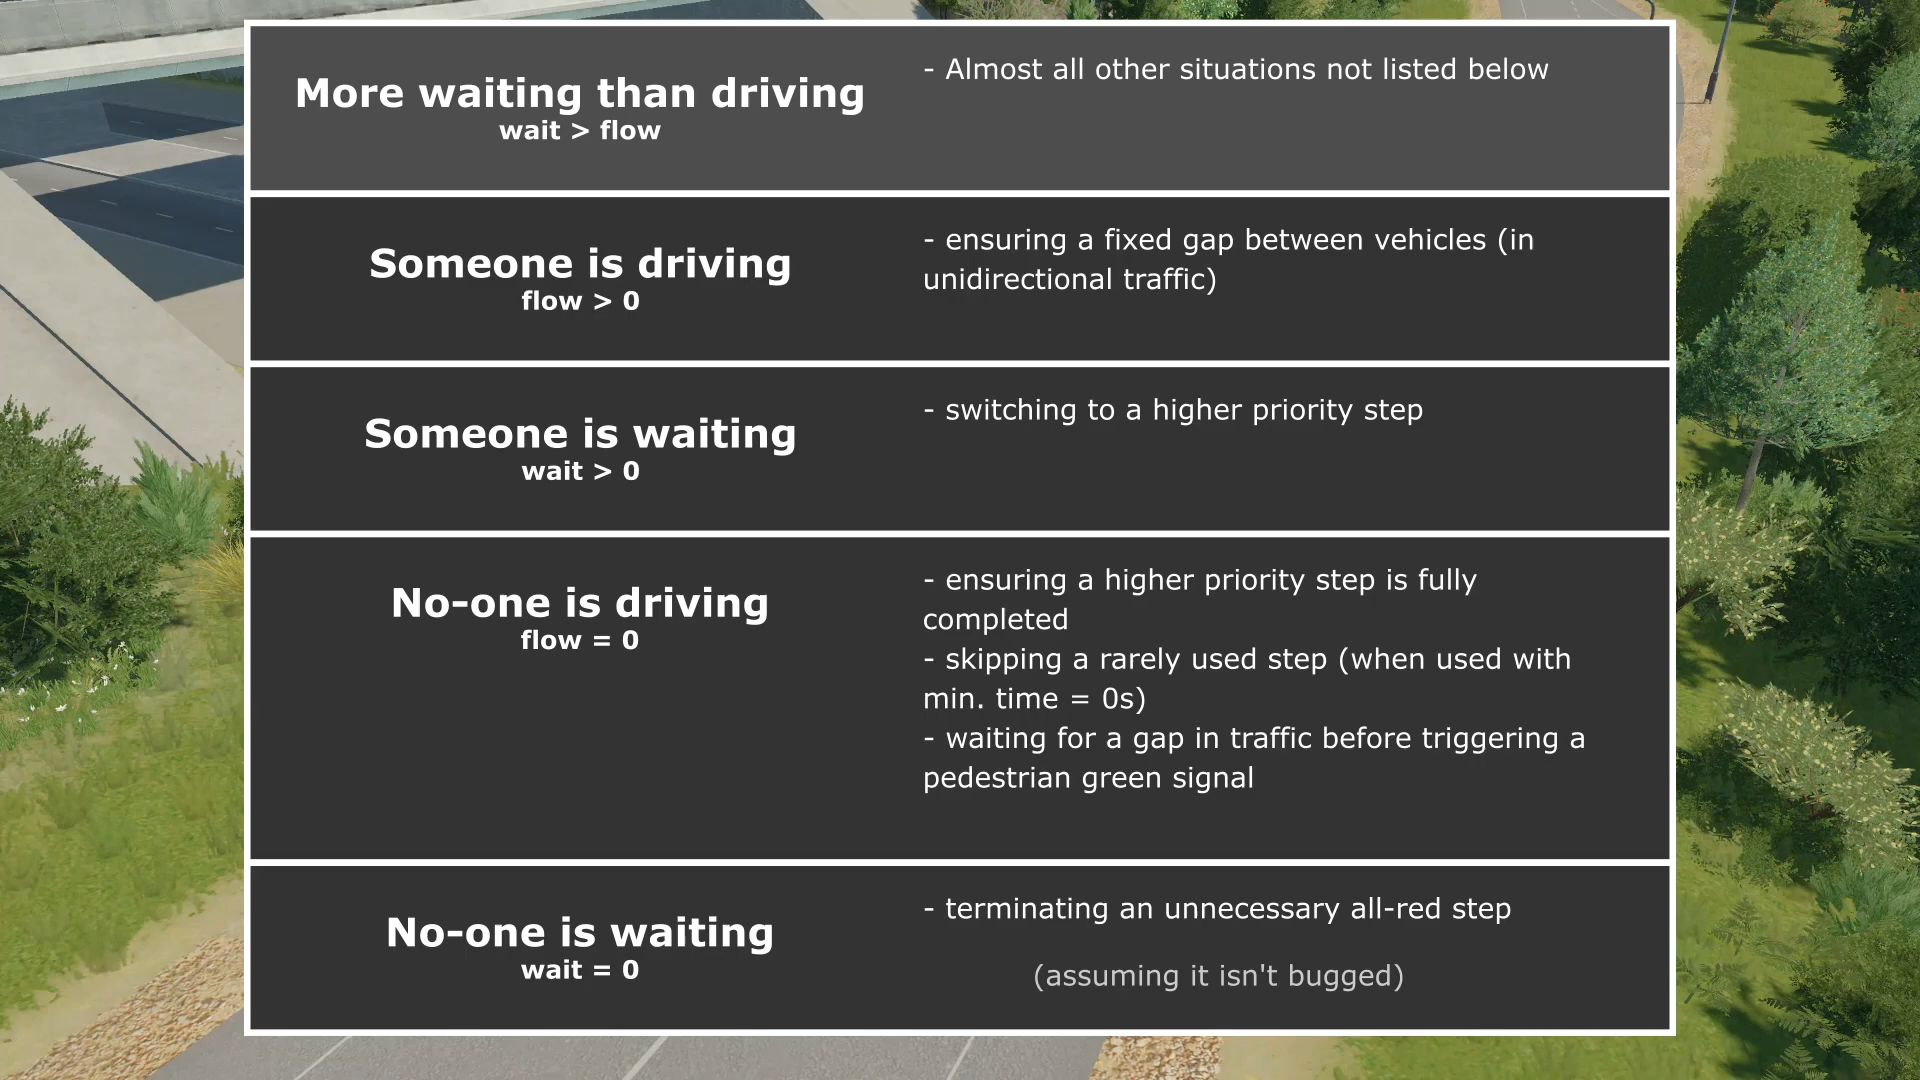 More waiting than driving
wait > flow
- Almost all other situations not listed below
Someone is driving
flow > 0
- ensuring a fixed gap between vehicles (in
unidirectional traffic)
Someone is waiting
wait > 0
- switching to a higher priority step
No-one is driving
flow = 0
- ensuring a higher priority step is fully
completed
- skipping a rarely used step (when used with
min. time = 0s)
- waiting for a gap in traffic before triggering a
pedestrian green signal
No-one is waiting
wait = 0
- terminating an unnecessary all-red step
(assuming it isn't bugged)